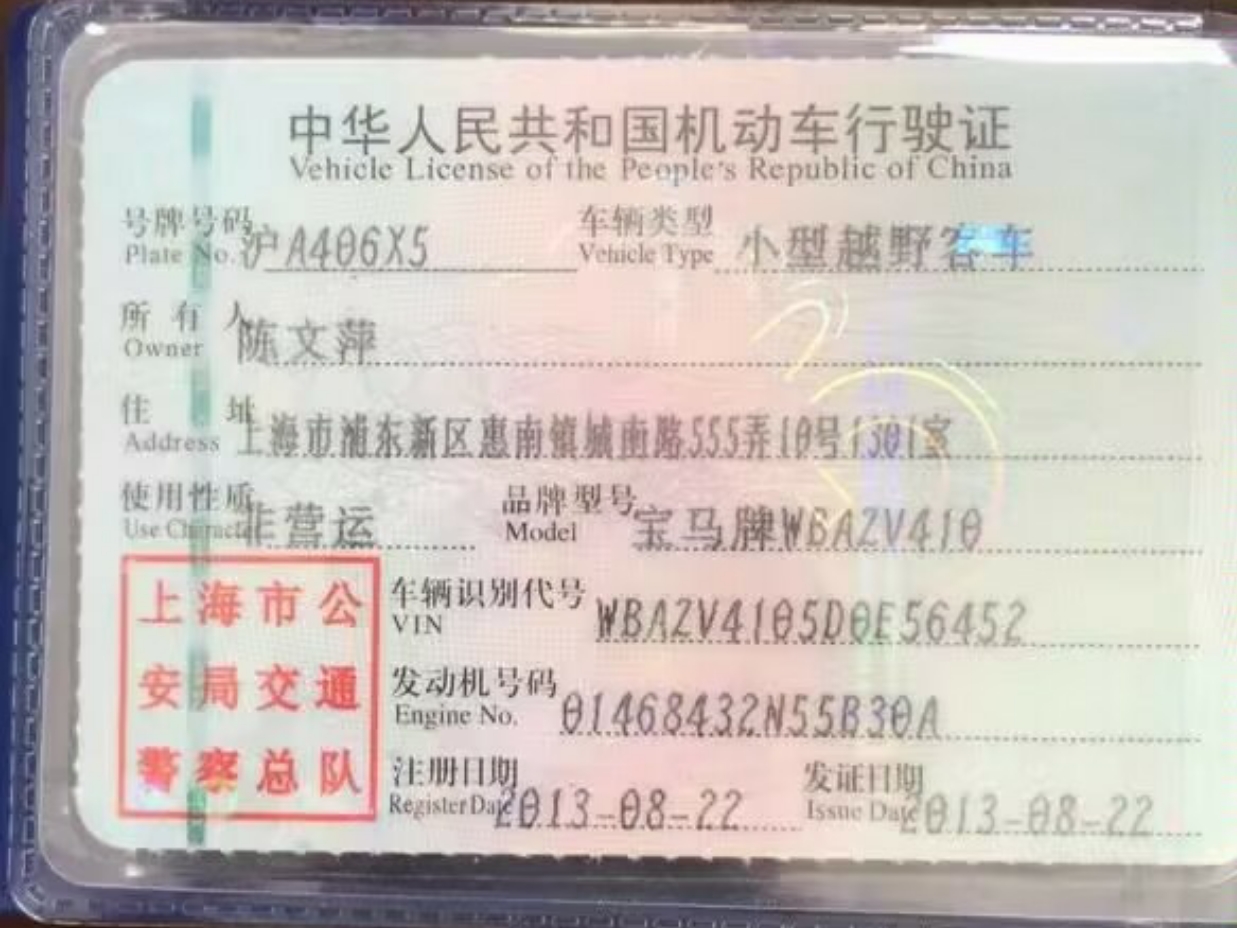 中华人民共和国机动车行驶证
Vehicle License of the People's Republic of China
号牌号码 沪A406X5 车辆类型 小型越野客车
Plate No. Vehicle Type
所有人 陈文萍
Owner
住址 上海市浦东新区惠南镇城南路555弄10号1301室
Address
使用性质 非营运 品牌型号 宝马牌WBAZV410
Use Character Model
车辆识别代号 WBAZV4105D0E56452
VIN
发动机号码 01468432N55B30A
Engine No.
注册日期 2013-08-22 发证日期 2013-08-22
Register Date Issue Date
上海市公
安局交通
警察总队